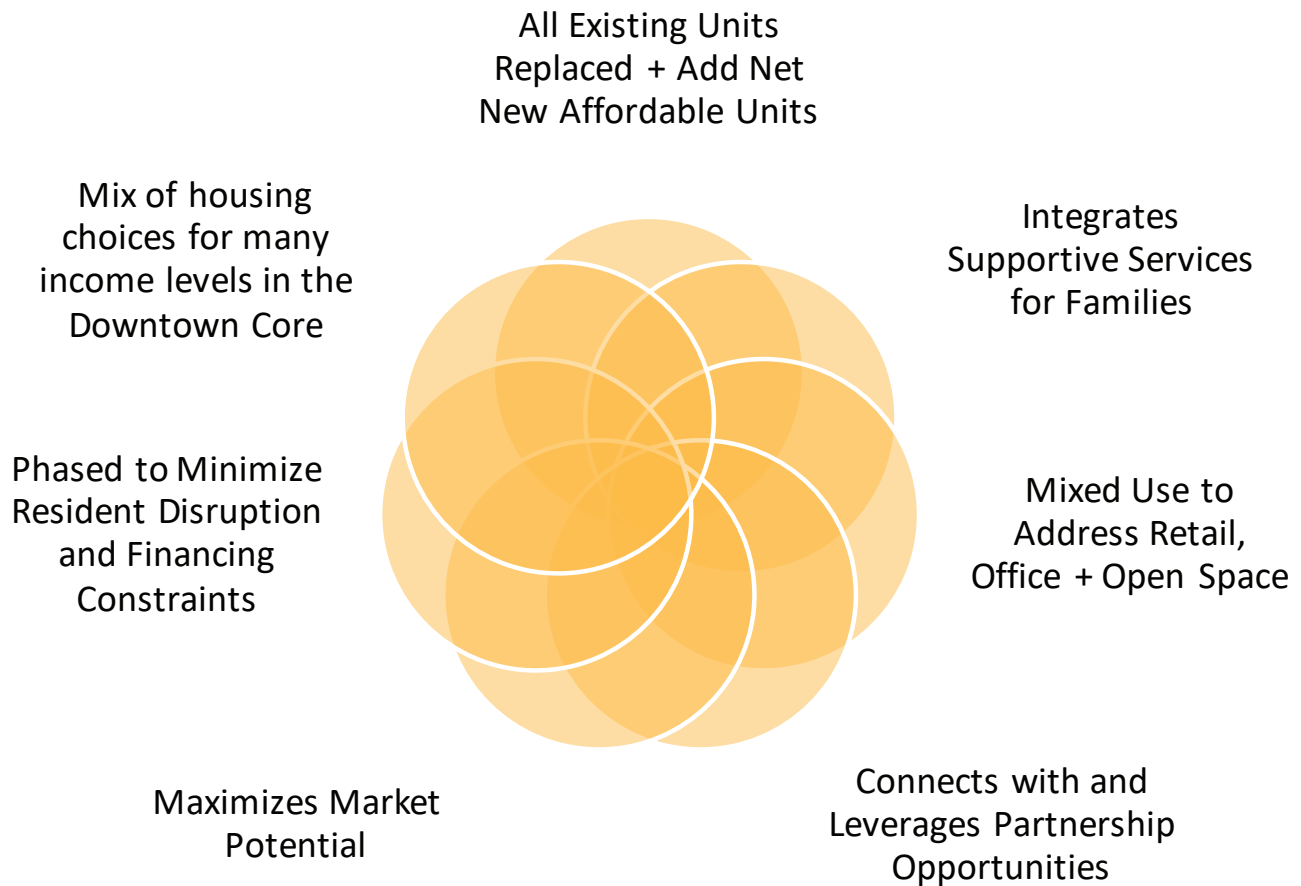 All Existing Units
Replaced + Add Net
New Affordable Units
Integrates
Supportive Services
for Families
Mixed Use to
Address Retail,
Office + Open Space
Connects with and
Leverages Partnership
Opportunities
Maximizes Market
Potential
Phased to Minimize
Resident Disruption
and Financing
Constraints
Mix of housing
choices for many
income levels in the
Downtown Core